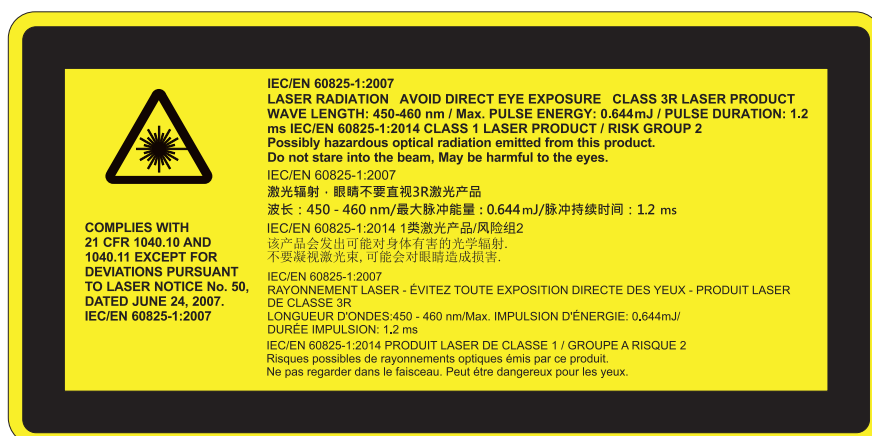 COMPLIES WITH
21 CFR 1040.10 AND
1040.11 EXCEPT FOR
DEVIATIONS PURSUANT
TO LASER NOTICE No. 50,
DATED JUNE 24, 2007.
IEC/EN 60825-1:2007
IEC/EN 60825-1:2007
LASER RADIATION AVOID DIRECT EYE EXPOSURE CLASS 3R LASER PRODUCT
WAVE LENGTH: 450-460 nm / Max. PULSE ENERGY: 0.644mJ / PULSE DURATION: 1.2
ms IEC/EN 60825-1:2014 CLASS 1 LASER PRODUCT / RISK GROUP 2
Possibly hazardous optical radiation emitted from this product.
Do not stare into the beam, May be harmful to the eyes.
IEC/EN 60825-1:2007
激光辐射，眼睛不要直视3R激光产品
波长：450 - 460 nm/最大脉冲能量：0.644 mJ/脉冲持续时间：1.2 ms
IEC/EN 60825-1:2014 1类激光产品/风险组2
该产品会发出可能对身体有害的光学辐射.
不要凝视激光束, 可能会对眼睛造成损害.
IEC/EN 60825-1:2007
RAYONNEMENT LASER - ÉVITEZ TOUTE EXPOSITION DIRECTE DES YEUX - PRODUIT LASER
DE CLASSE 3R
LONGUEUR D'ONDES:450 - 460 nm/Max. IMPULSION D'ÉNERGIE: 0,644mJ/
DURÉE IMPULSION: 1,2 ms
IEC/EN 60825-1:2014 PRODUIT LASER DE CLASSE 1 / GROUPE A RISQUE 2
Risques possibles de rayonnements optiques émis par ce produit.
Ne pas regarder dans le faisceau. Peut étre dangereux pour les yeux.